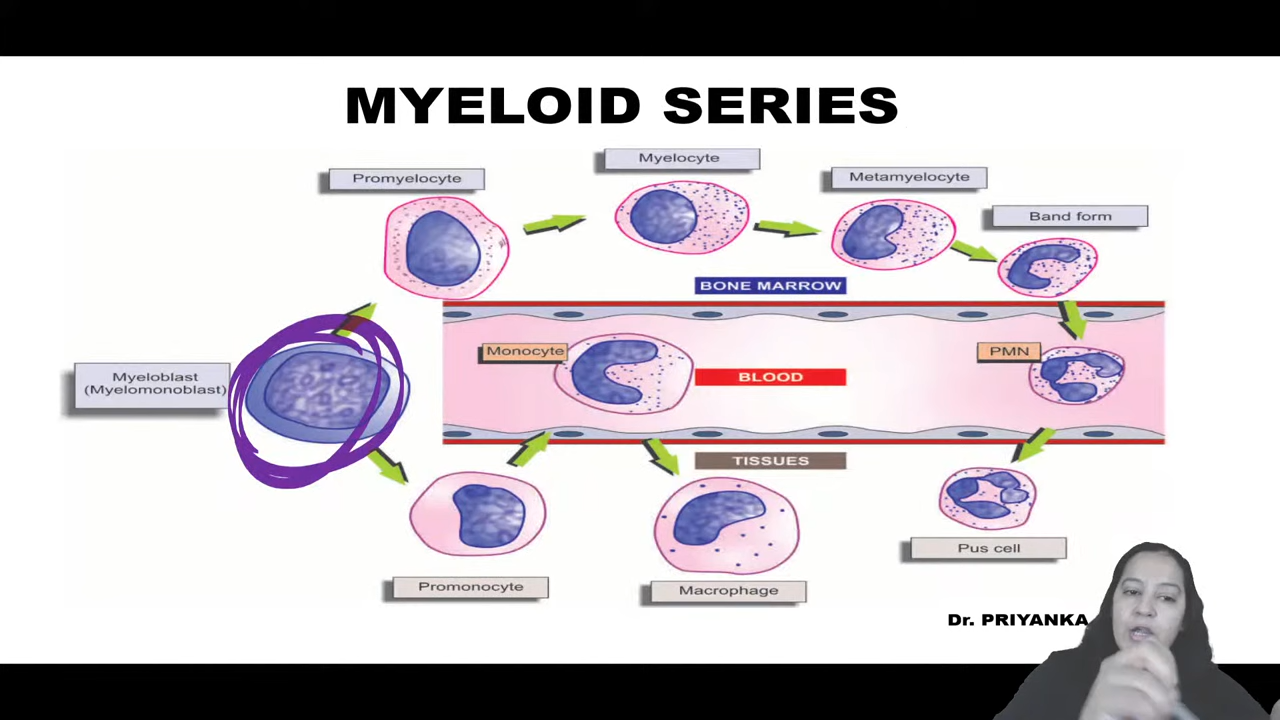 MYELOID SERIES
Promyelocyte
Myelocyte
Metamyelocyte
Band form
BONE MARROW
Myeloblast
(Myelomonoblast)
Monocyte
BLOOD
PMN
TISSUES
Promonocyte
Macrophage
Pus cell
Dr. PRIYANKA